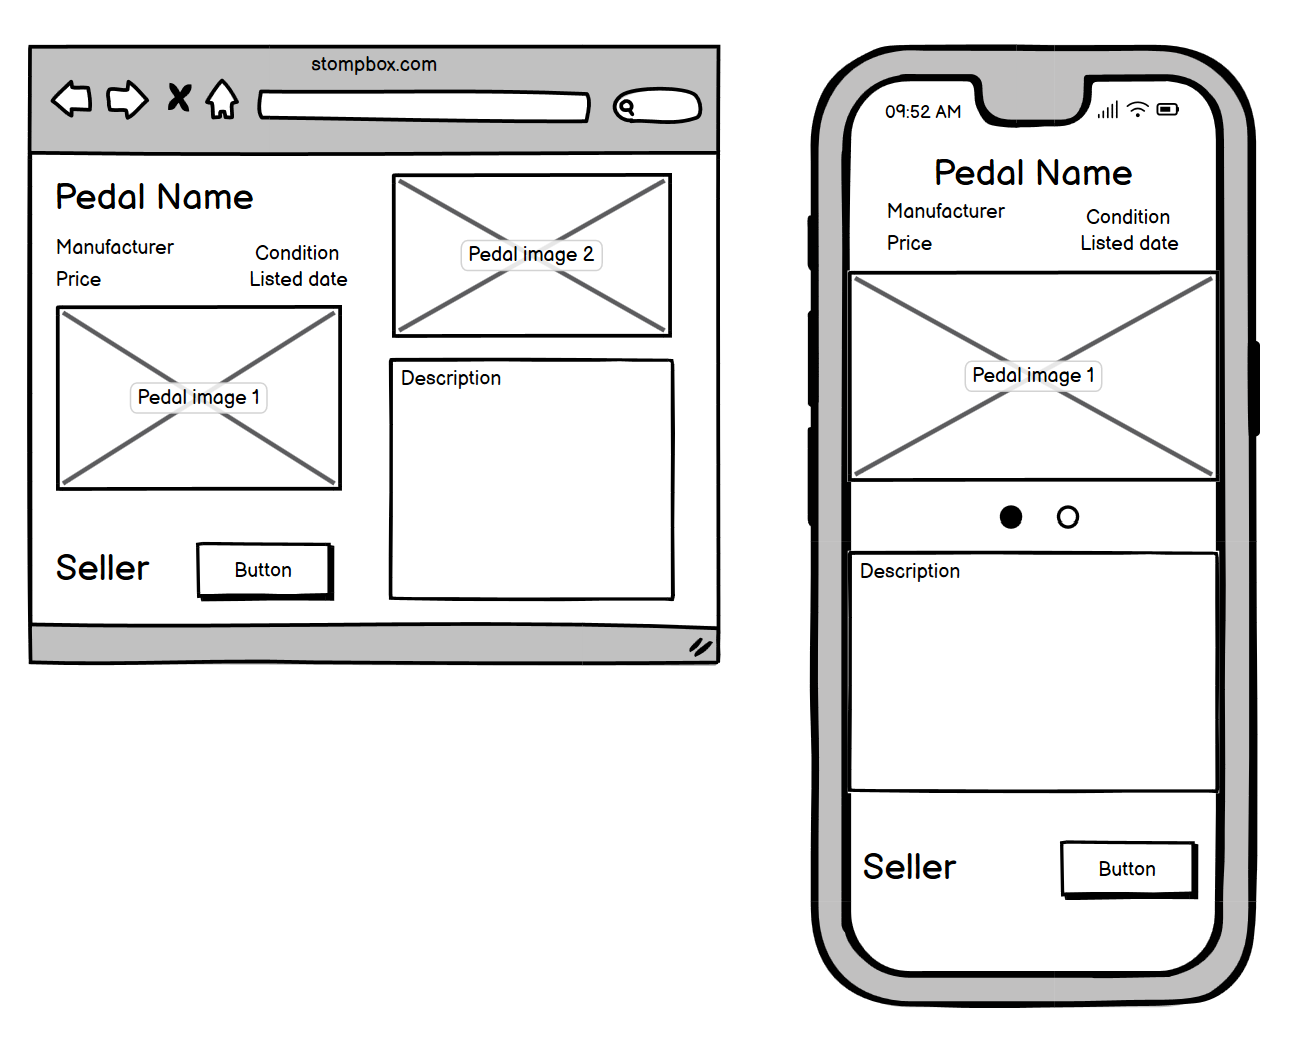 stompbox.com
Pedal Name
Manufacturer
Condition
Price
Listed date
Pedal image 1
Seller
Button
Pedal image 2
Description
09:52 AM
Pedal Name
Manufacturer
Condition
Price
Listed date
Pedal image 1
Description
Seller
Button